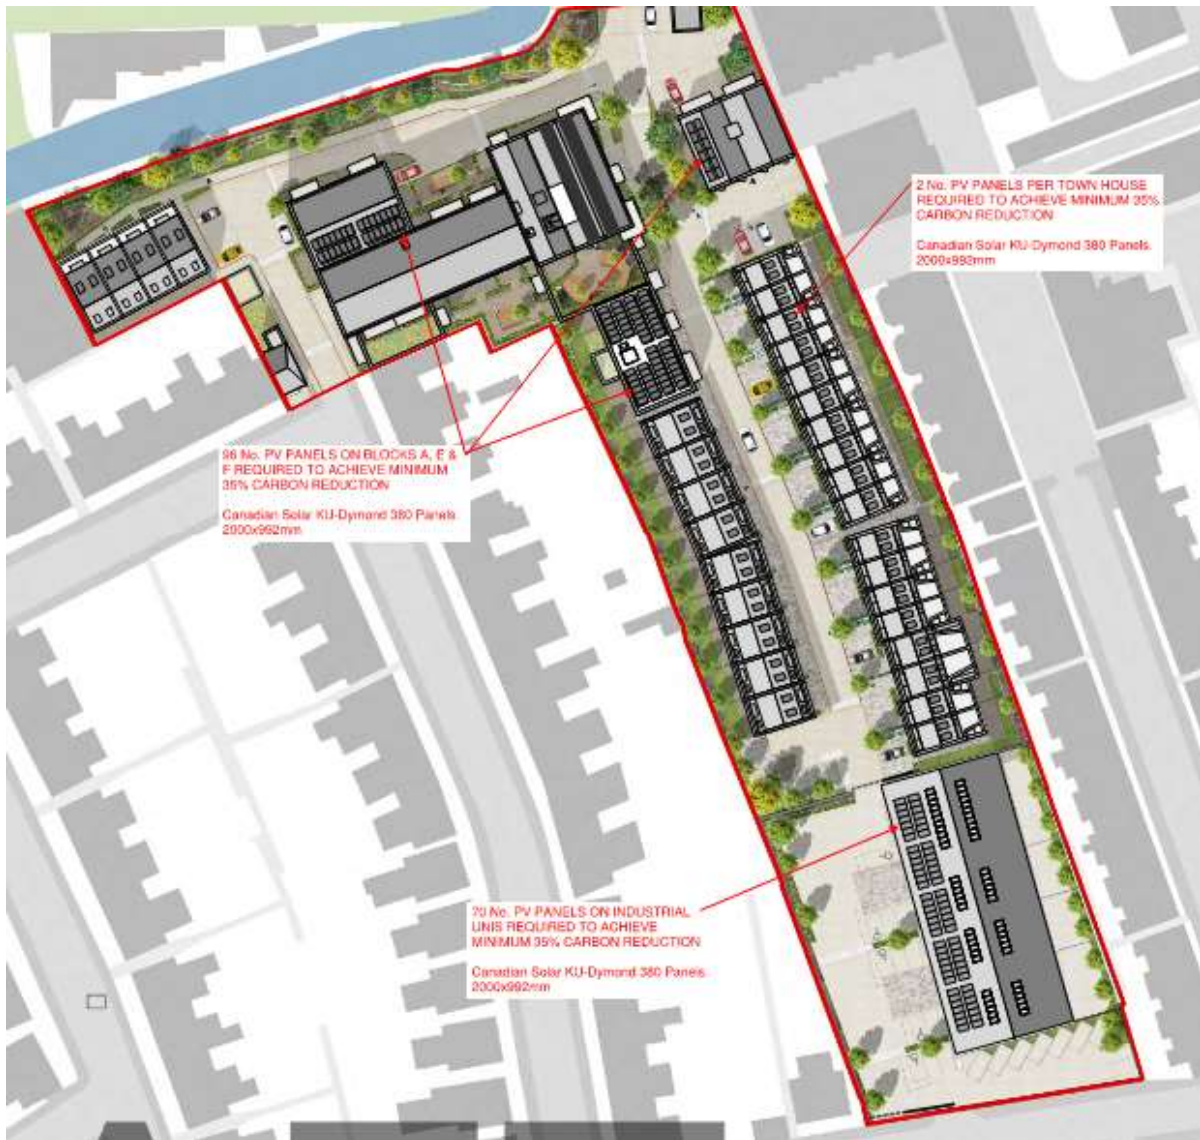 2 No. PV PANELS PER TOWN HOUSE
REQUIRED TO ACHIEVE MINIMUM 35%
CARBON REDUCTION
Canadian Solar KU-Dymond 380 Panels.
2000x992mm
96 No. PV PANELS ON BLOCKS A, E &
F REQUIRED TO ACHIEVE MINIMUM
35% CARBON REDUCTION
Canadian Solar KU-Dymond 380 Panels.
2000x992mm
70 No. PV PANELS ON INDUSTRIAL
UNIS REQUIRED TO ACHIEVE
MINIMUM 35% CARBON REDUCTION
Canadian Solar KU-Dymond 380 Panels.
2000x992mm